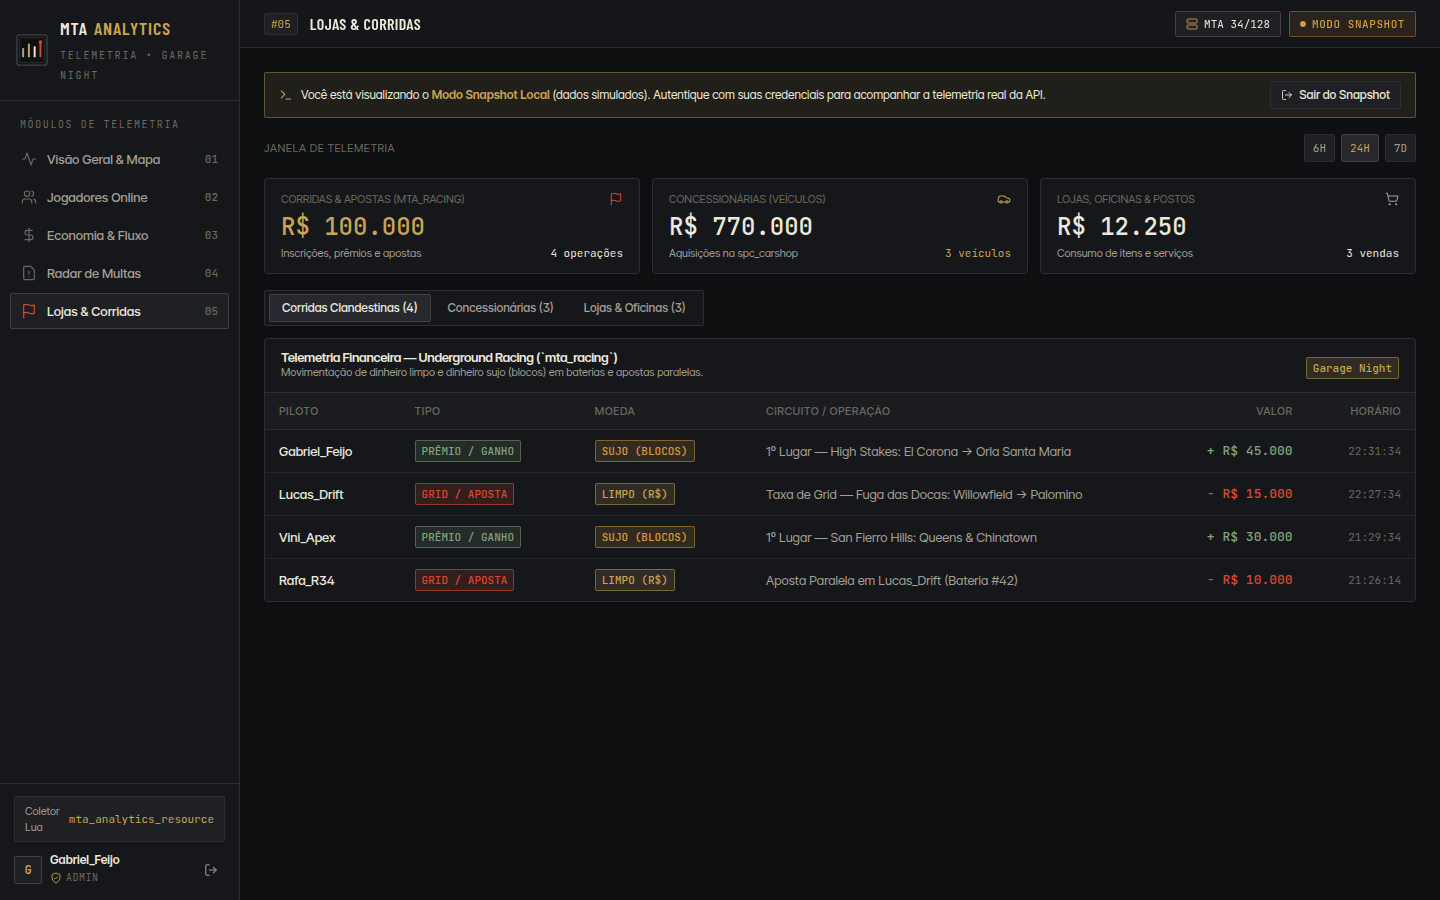 MTA ANALYTICS
TELEMETRIA • GARAGE
NIGHT
MÓDULOS DE TELEMETRIA
Visão Geral & Mapa 01
Jogadores Online 02
Economia & Fluxo 03
Radar de Multas 04
Lojas & Corridas 05
Coletor
Lua
mta_analytics_resource
G
Gabriel_Feijo
ADMIN
#05 LOJAS & CORRIDAS
MTA 34/128
MODO SNAPSHOT
Você está visualizando o Modo Snapshot Local (dados simulados). Autentique com suas credenciais para acompanhar a telemetria real da API.
Sair do Snapshot
JANELA DE TELEMETRIA
6H 24H 7D
CORRIDAS & APOSTAS (MTA_RACING)
R$ 100.000
Inscrições, prêmios e apostas 4 operações
CONCESSIONÁRIAS (VEÍCULOS)
R$ 770.000
Aquisições na spc_carshop 3 veículos
LOJAS, OFICINAS & POSTOS
R$ 12.250
Consumo de itens e serviços 3 vendas
Corridas Clandestinas (4) Concessionárias (3) Lojas & Oficinas (3)
Telemetria Financeira — Underground Racing (`mta_racing`)
Movimentação de dinheiro limpo e dinheiro sujo (blocos) em baterias e apostas paralelas.
Garage Night
PILOTO TIPO MOEDA CIRCUITO / OPERAÇÃO VALOR HORÁRIO
Gabriel_Feijo PRÊMIO / GANHO SUJO (BLOCOS) 1º Lugar — High Stakes: El Corona → Orla Santa Maria + R$ 45.000 22:31:34
Lucas_Drift GRID / APOSTA LIMPO (R$) Taxa de Grid — Fuga das Docas: Willowfield → Palomino - R$ 15.000 22:27:34
Vini_Apex PRÊMIO / GANHO SUJO (BLOCOS) 1º Lugar — San Fierro Hills: Queens & Chinatown + R$ 30.000 21:29:34
Rafa_R34 GRID / APOSTA LIMPO (R$) Aposta Paralela em Lucas_Drift (Bateria #42) - R$ 10.000 21:26:14